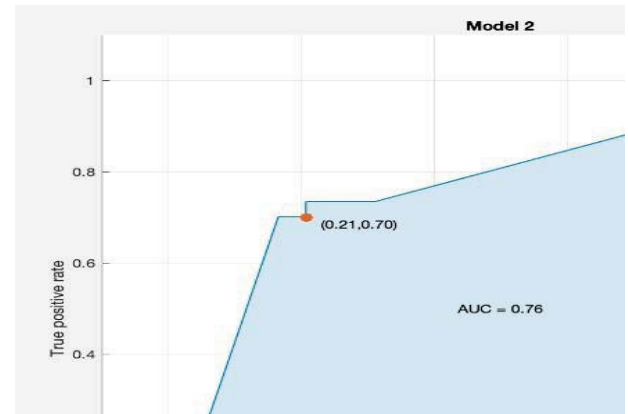 Model 2
1
0.8
(0.21,0.70)
True positive rate
0.6
AUC = 0.76
0.4